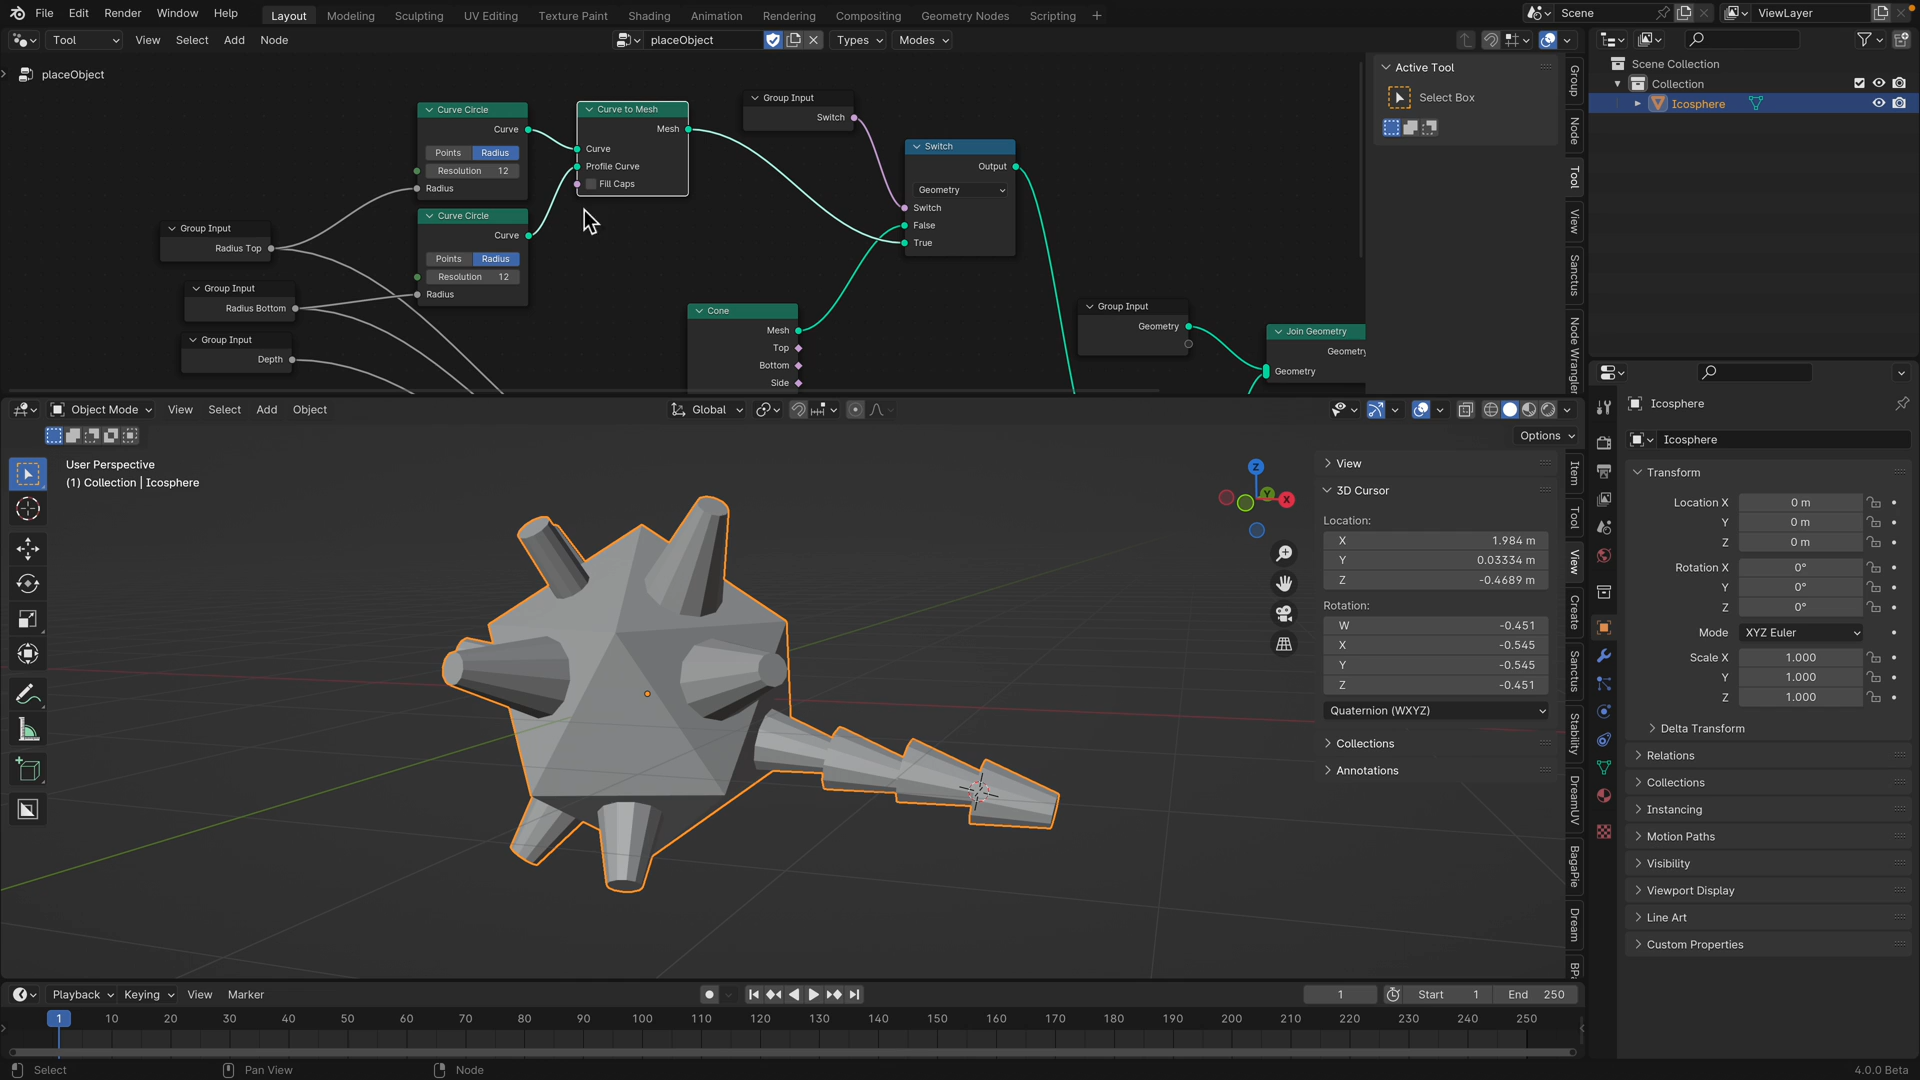 File Edit Render Window Help Layout Modeling Sculpting UV Editing Texture Paint Shading Animation Rendering Compositing Geometry Nodes Scripting + Scene ViewLayer
Tool View Select Add Node placeObject Types Modes
placeObject
Active Tool
Select Box
Group
Node
Tool
View
Sanctus
Node Wrangler
Scene Collection
Collection
Icosphere
Curve Circle
Curve
Points Radius
Resolution 12
Radius
Curve to Mesh
Mesh
Curve
Profile Curve
Fill Caps
Group Input
Switch
Switch
Output
Geometry
Switch
False
True
Curve Circle
Curve
Points Radius
Resolution 12
Radius
Group Input
Radius Top
Group Input
Radius Bottom
Group Input
Depth
Cone
Mesh
Top
Bottom
Side
Group Input
Geometry
Join Geometry
Geometry
Geometry
Object Mode View Select Add Object Global
Options
User Perspective
(1) Collection | Icosphere
Z
Y
X
View
3D Cursor
Location:
X 1.984 m
Y 0.03334 m
Z -0.4689 m
Rotation:
W -0.451
X -0.545
Y -0.545
Z -0.451
Quaternion (WXYZ)
Collections
Annotations
Item
Tool
View
Create
Sanctus
Stability
DreamUV
BagaPie
Dream
Icosphere
Icosphere
Transform
Location X 0 m
Y 0 m
Z 0 m
Rotation X 0°
Y 0°
Z 0°
Mode XYZ Euler
Scale X 1.000
Y 1.000
Z 1.000
Delta Transform
Relations
Collections
Instancing
Motion Paths
Visibility
Viewport Display
Line Art
Custom Properties
Playback Keying View Marker 1 Start 1 End 250
1 10 20 30 40 50 60 70 80 90 100 110 120 130 140 150 160 170 180 190 200 210 220 230 240 250
Select Pan View Node 4.0.0 Beta